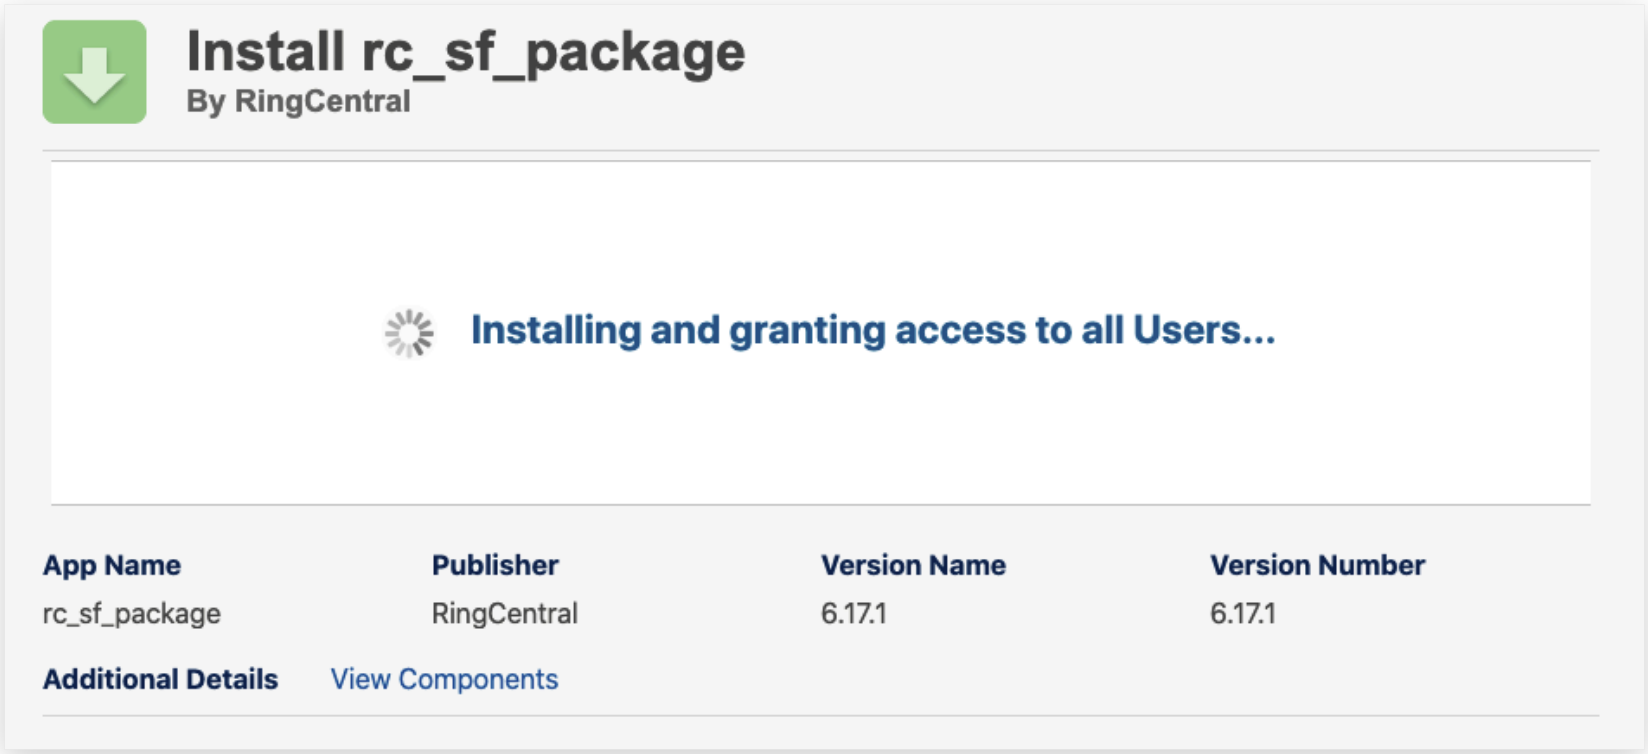 Install rc_sf_package
By RingCentral
Installing and granting access to all Users...
App Name Publisher Version Name Version Number
rc_sf_package RingCentral 6.17.1 6.17.1
Additional Details View Components